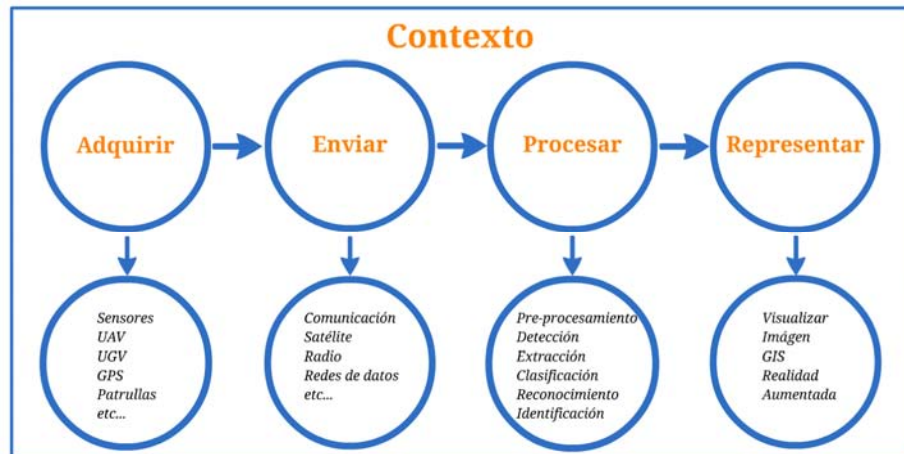 Contexto
Adquirir
Enviar
Procesar
Representar
Sensores
UAV
UGV
GPS
Patrullas
etc...
Comunicación
Satélite
Radio
Redes de datos
etc...
Pre-procesamiento
Detección
Extracción
Clasificación
Reconocimiento
Identificación
Visualizar
Imágen
GIS
Realidad
Aumentada